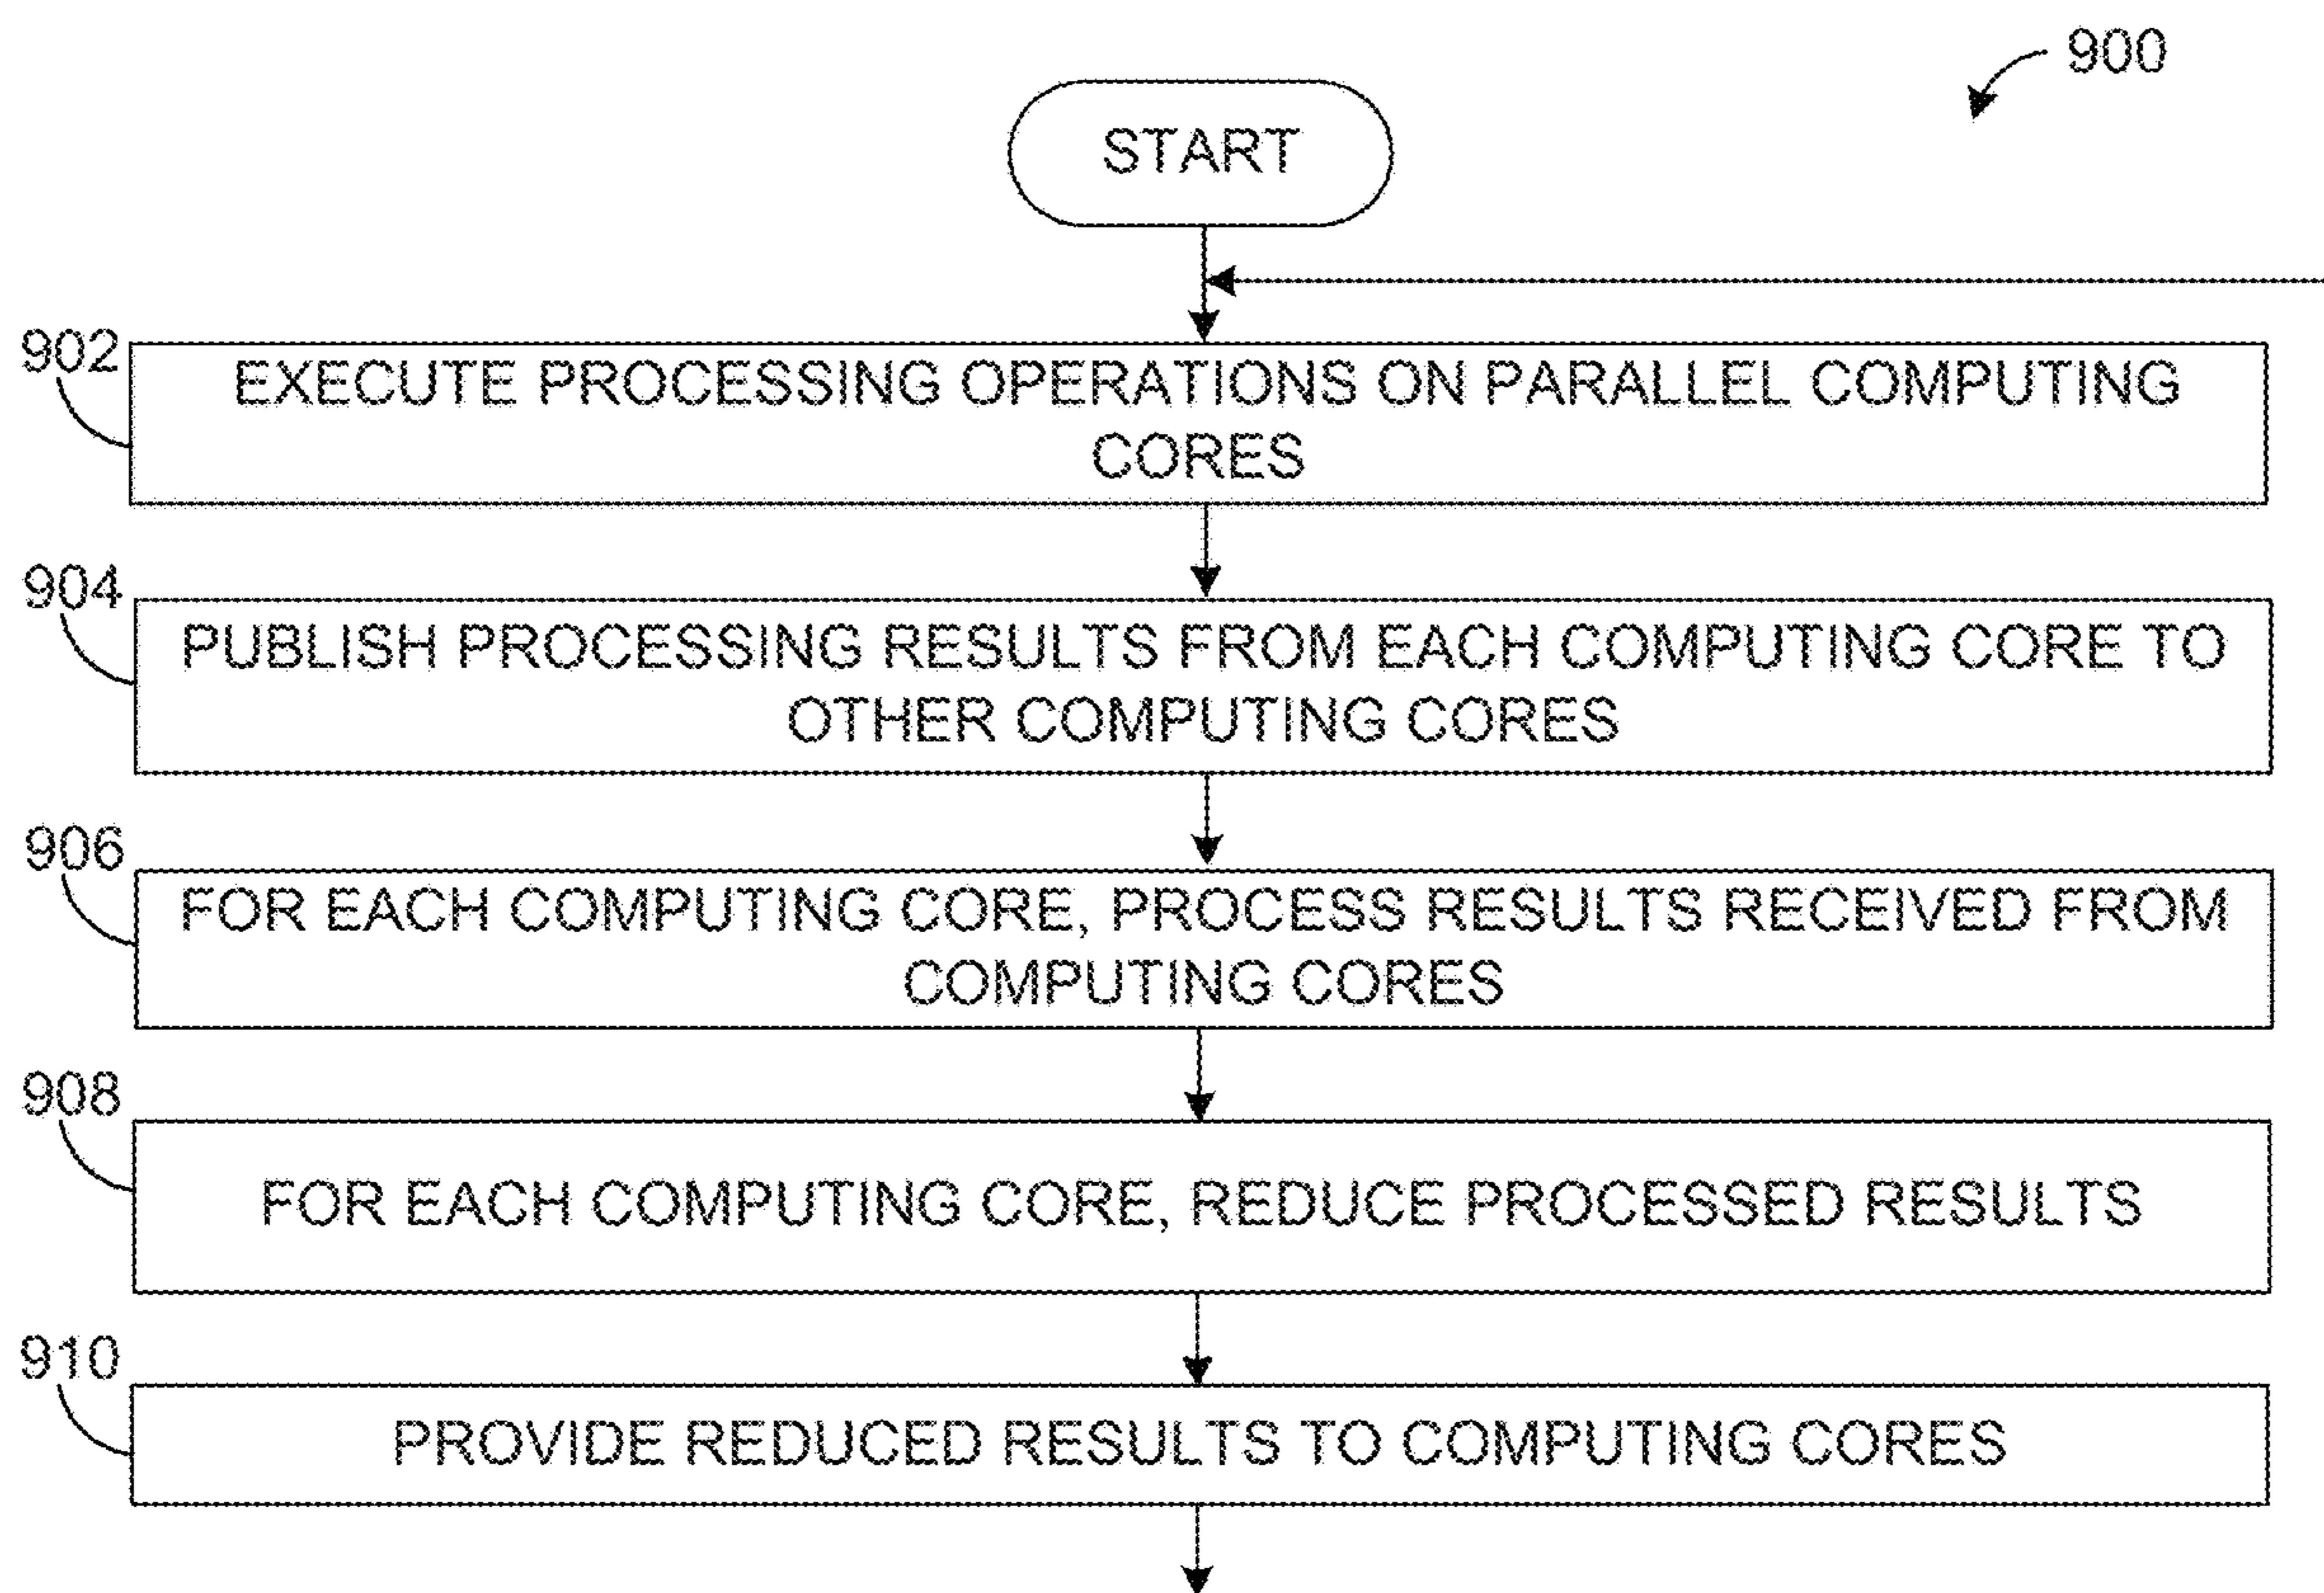 900
START
902
EXECUTE PROCESSING OPERATIONS ON PARALLEL COMPUTING
CORES
904
PUBLISH PROCESSING RESULTS FROM EACH COMPUTING CORE TO
OTHER COMPUTING CORES
906
FOR EACH COMPUTING CORE, PROCESS RESULTS RECEIVED FROM
COMPUTING CORES
908
FOR EACH COMPUTING CORE, REDUCE PROCESSED RESULTS
910
PROVIDE REDUCED RESULTS TO COMPUTING CORES